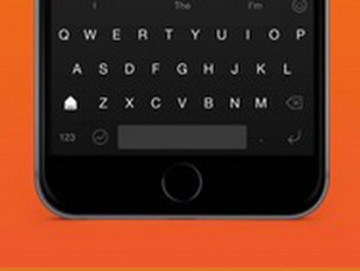 I The I'm
Q W E R T Y U I O P
A S D F G H J K L
Z X C V B N M
123 .